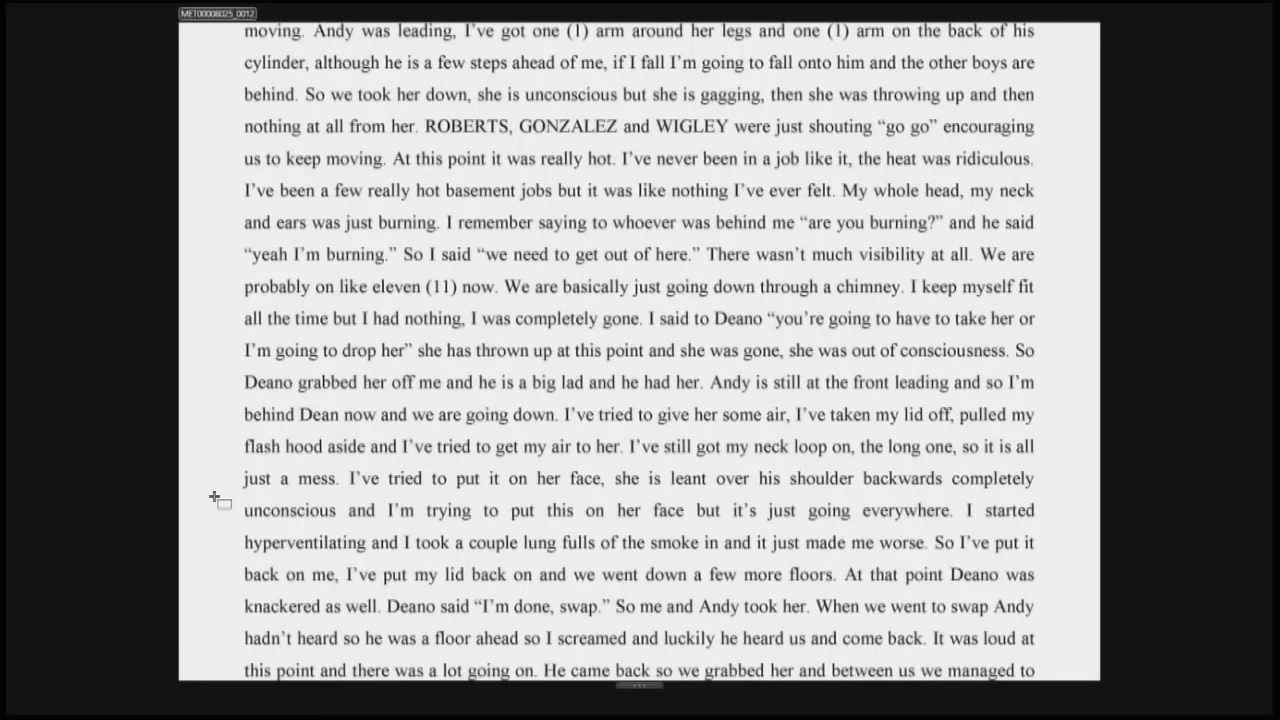 MET00008025_0012
moving. Andy was leading, I’ve got one (1) arm around her legs and one (1) arm on the back of his
cylinder, although he is a few steps ahead of me, if I fall I’m going to fall onto him and the other boys are
behind. So we took her down, she is unconscious but she is gagging, then she was throwing up and then
nothing at all from her. ROBERTS, GONZALEZ and WIGLEY were just shouting “go go” encouraging
us to keep moving. At this point it was really hot. I’ve never been in a job like it, the heat was ridiculous.
I’ve been a few really hot basement jobs but it was like nothing I’ve ever felt. My whole head, my neck
and ears was just burning. I remember saying to whoever was behind me “are you burning?” and he said
“yeah I’m burning.” So I said “we need to get out of here.” There wasn’t much visibility at all. We are
probably on like eleven (11) now. We are basically just going down through a chimney. I keep myself fit
all the time but I had nothing, I was completely gone. I said to Deano “you’re going to have to take her or
I’m going to drop her” she has thrown up at this point and she was gone, she was out of consciousness. So
Deano grabbed her off me and he is a big lad and he had her. Andy is still at the front leading and so I’m
behind Dean now and we are going down. I’ve tried to give her some air, I’ve taken my lid off, pulled my
flash hood aside and I’ve tried to get my air to her. I’ve still got my neck loop on, the long one, so it is all
just a mess. I’ve tried to put it on her face, she is leant over his shoulder backwards completely
unconscious and I’m trying to put this on her face but it’s just going everywhere. I started
hyperventilating and I took a couple lung fulls of the smoke in and it just made me worse. So I’ve put it
back on me, I’ve put my lid back on and we went down a few more floors. At that point Deano was
knackered as well. Deano said “I’m done, swap.” So me and Andy took her. When we went to swap Andy
hadn’t heard so he was a floor ahead so I screamed and luckily he heard us and come back. It was loud at
this point and there was a lot going on. He came back so we grabbed her and between us we managed to